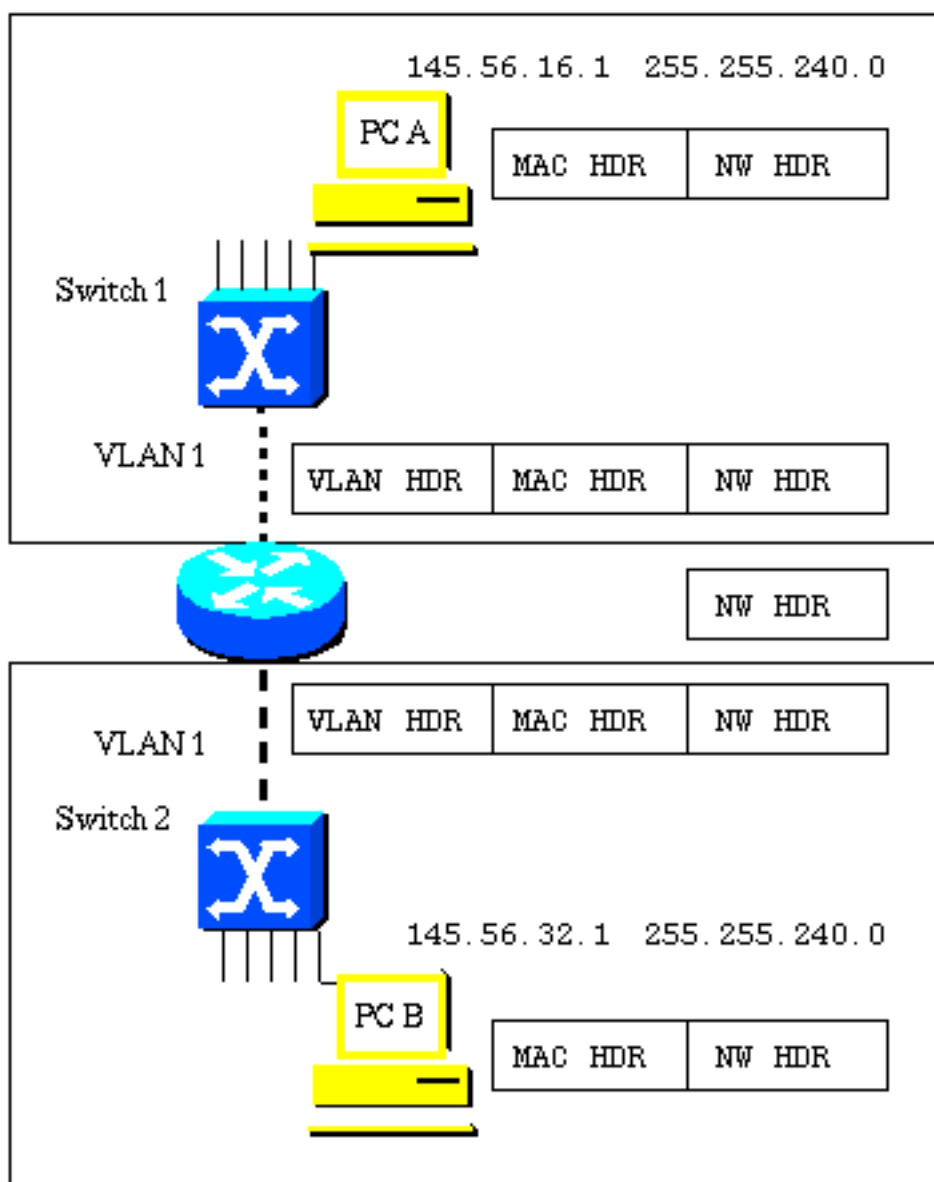 145.56.16.1 255.255.240.0
PC A
MAC HDR NW HDR
Switch 1
VLAN 1
VLAN HDR MAC HDR NW HDR
NW HDR
VLAN HDR MAC HDR NW HDR
VLAN 1
Switch 2
145.56.32.1 255.255.240.0
PC B
MAC HDR NW HDR